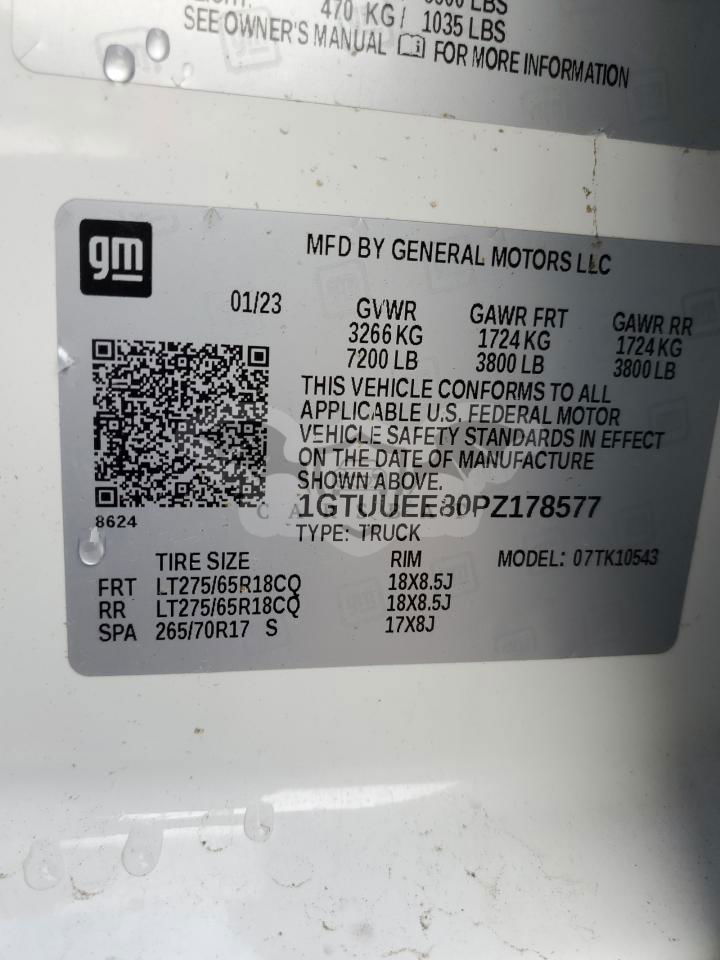 470 KG / 1035 LBS
SEE OWNER'S MANUAL FOR MORE INFORMATION
gm
MFD BY GENERAL MOTORS LLC
01/23
GVWR GAWR FRT GAWR RR
3266 KG 1724 KG 1724 KG
7200 LB 3800 LB 3800 LB
THIS VEHICLE CONFORMS TO ALL
APPLICABLE U.S. FEDERAL MOTOR
VEHICLE SAFETY STANDARDS IN EFFECT
ON THE DATE OF MANUFACTURE
SHOWN ABOVE.
8624
1GTUUEE80PZ178577
TYPE: TRUCK
TIRE SIZE RIM MODEL: 07TK10543
FRT LT275/65R18CQ 18X8.5J
RR LT275/65R18CQ 18X8.5J
SPA 265/70R17 S 17X8J